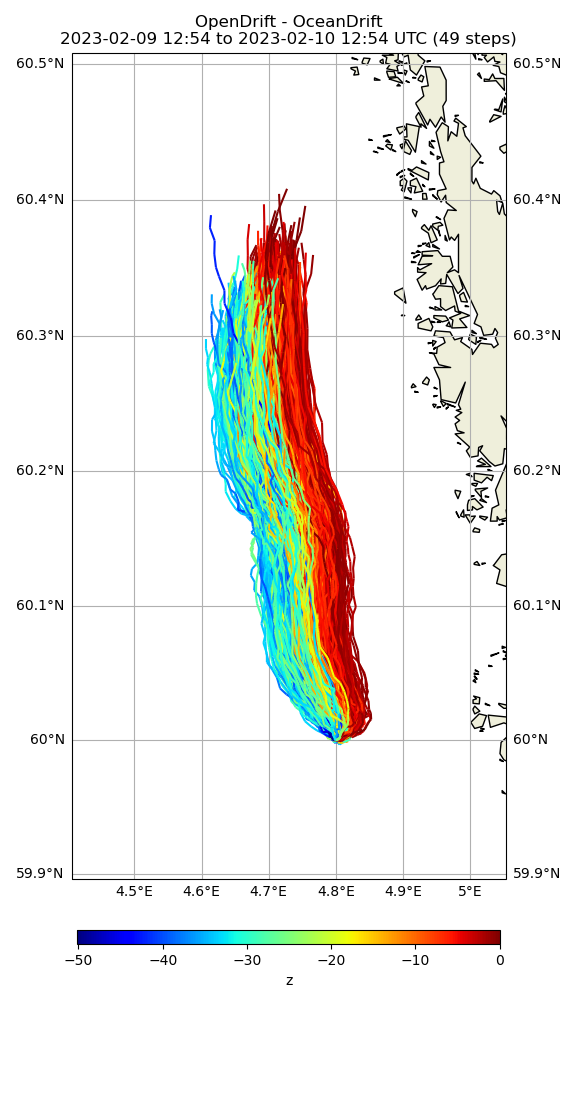 OpenDrift - OceanDrift
2023-02-09 12:54 to 2023-02-10 12:54 UTC (49 steps)
60.5°N 60.5°N
60.4°N 60.4°N
60.3°N 60.3°N
60.2°N 60.2°N
60.1°N 60.1°N
60°N 60°N
59.9°N 59.9°N
4.5°E 4.6°E 4.7°E 4.8°E 4.9°E 5°E
−50 −40 −30 −20 −10 0
z